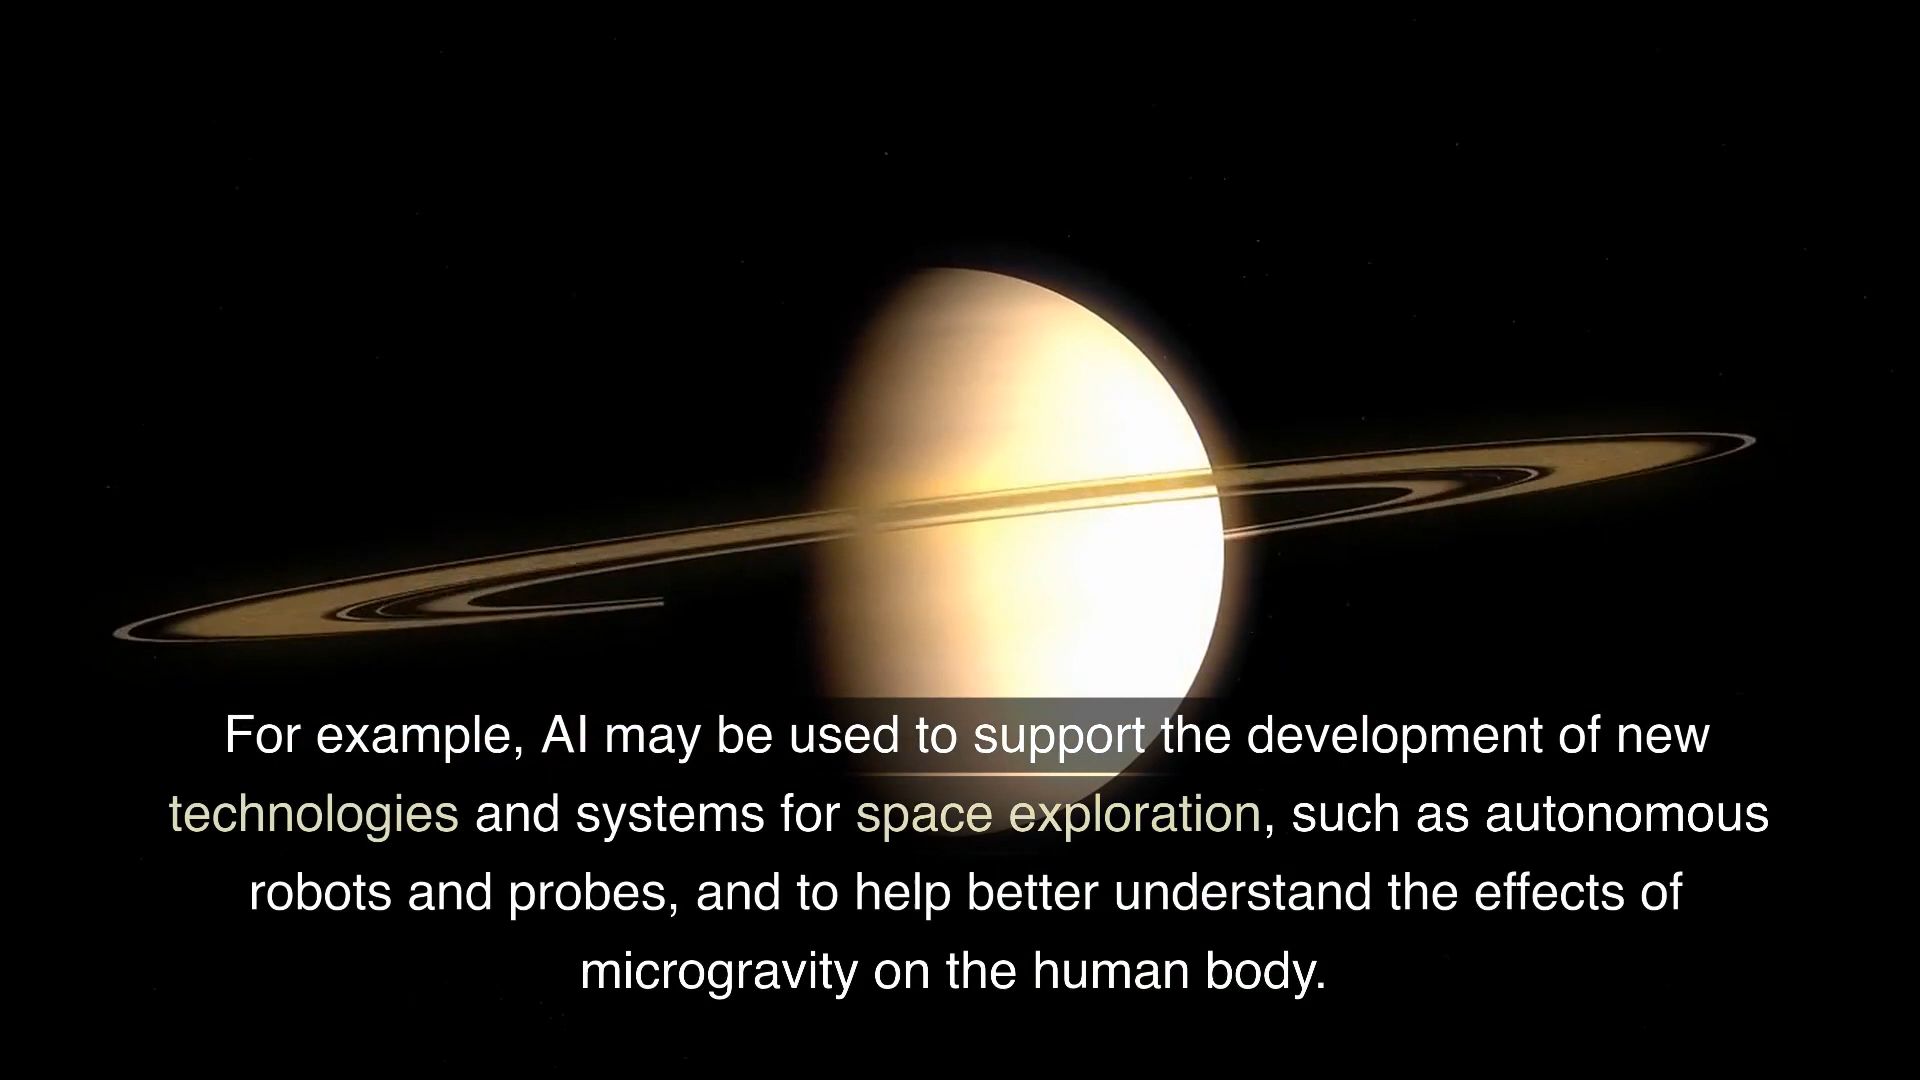 For example, AI may be used to support the development of new
technologies and systems for space exploration, such as autonomous
robots and probes, and to help better understand the effects of
microgravity on the human body.